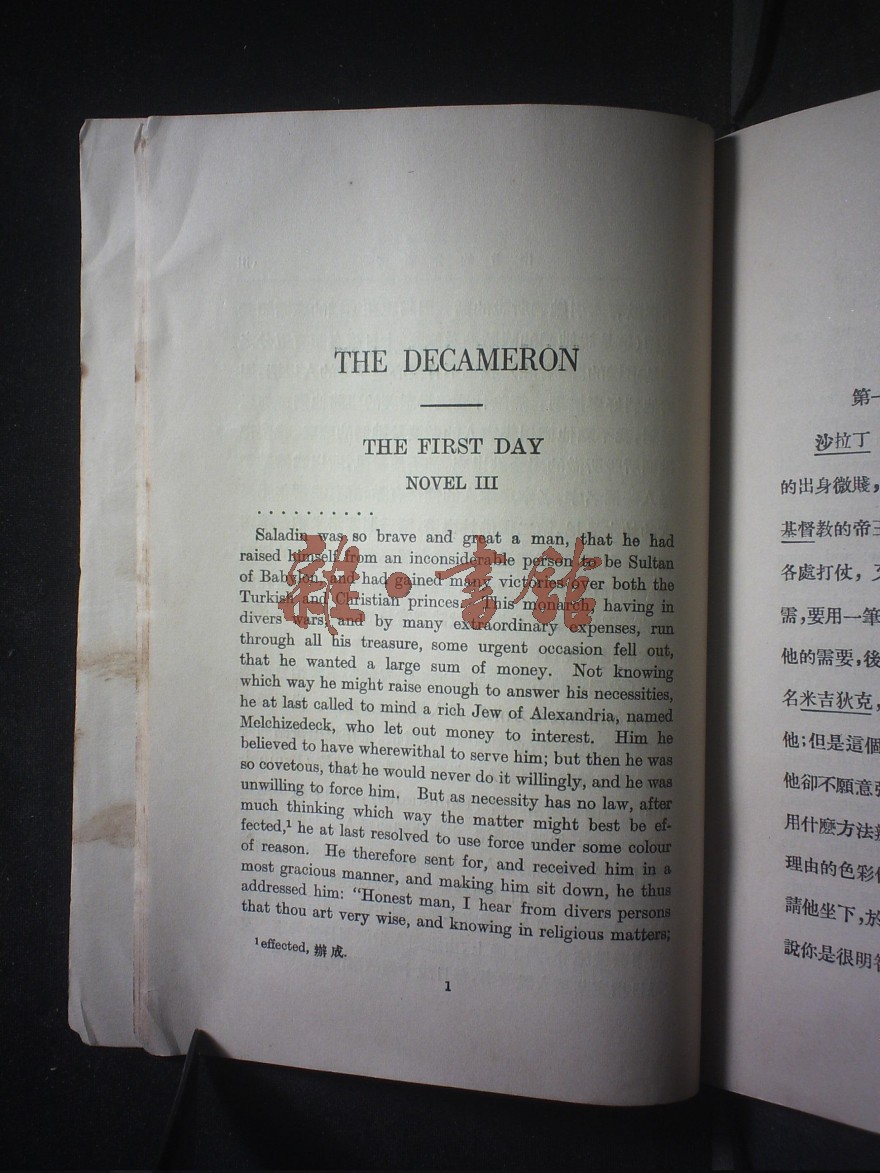 THE DECAMERON
THE FIRST DAY
NOVEL III
..........
Saladin was so brave and great a man, that he had
raised himself from an inconsiderable person to be Sultan
of Babylon, and had gained many victories over both the
Turkish and Christian princes. This monarch, having in
divers wars, and by many extraordinary expenses, run
through all his treasure, some urgent occasion fell out,
that he wanted a large sum of money. Not knowing
which way he might raise enough to answer his necessities,
he at last called to mind a rich Jew of Alexandria, named
Melchizedeck, who let out money to interest. Him he
believed to have wherewithal to serve him; but then he was
so covetous, that he would never do it willingly, and he was
unwilling to force him. But as necessity has no law, after
much thinking which way the matter might best be ef-
fected,¹ he at last resolved to use force under some colour
of reason. He therefore sent for, and received him in a
most gracious manner, and making him sit down, he thus
addressed him: "Honest man, I hear from divers persons
that thou art very wise, and knowing in religious matters;
¹effected, 辦成.
1
雜·書館
第一
沙拉丁
的出身微賤,
基督教的帝王
各處打仗,
需,要用一筆
他的需要,後
名米吉狄克,
他;但是這個
他卻不願意強
用什麼方法
理由的色彩
請他坐下,於
說你是很明